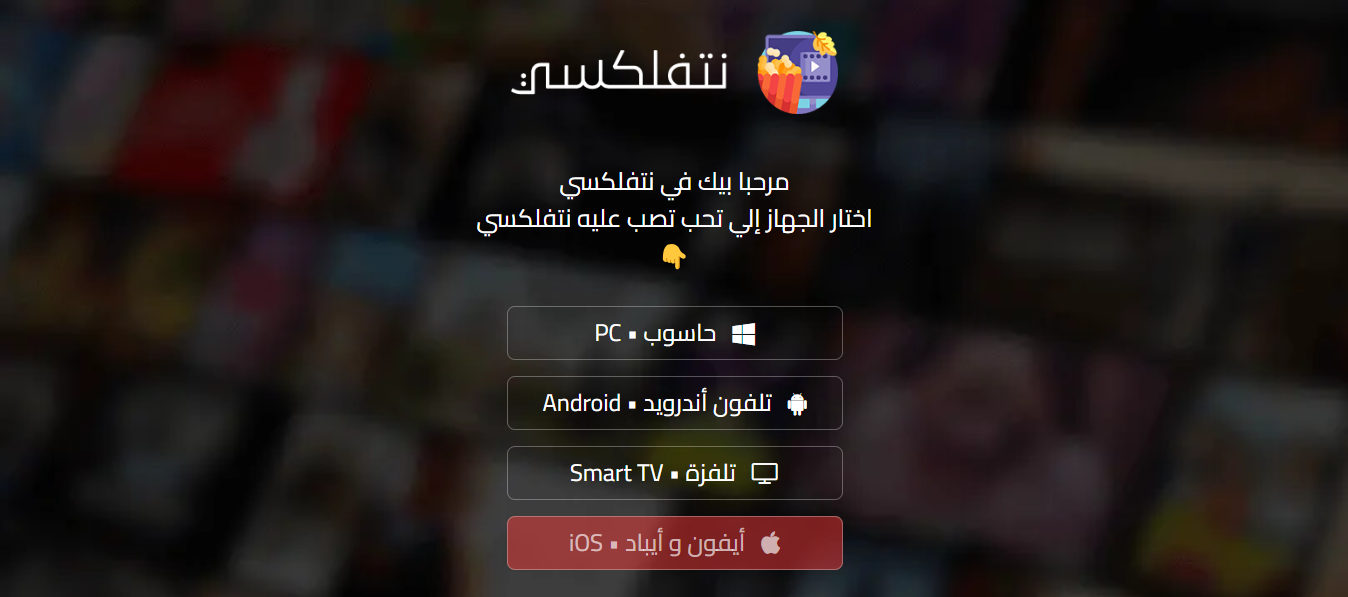 نتفلكسي
مرحبا بيك في نتفلكسي
اختار الجهاز إلي تحب تصب عليه نتفلكسي
👇
حاسوب ▪ PC
تلفون أندرويد ▪ Android
تلفزة ▪ Smart TV
أيفون و أيباد ▪ iOS